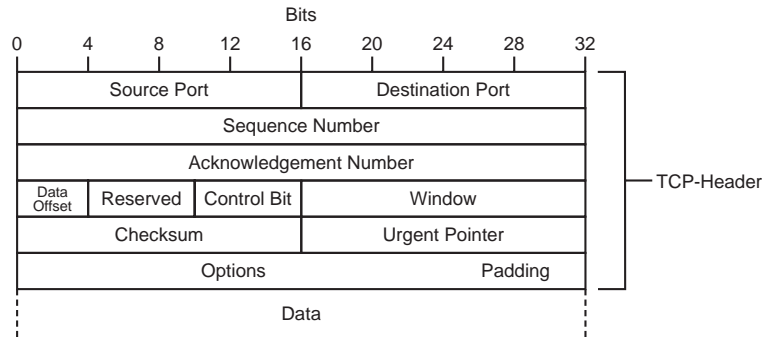 Bits
0 4 8 12 16 20 24 28 32
Source Port Destination Port
Sequence Number
Acknowledgement Number
Data Offset Reserved Control Bit Window
Checksum Urgent Pointer
Options Padding
Data
TCP-Header